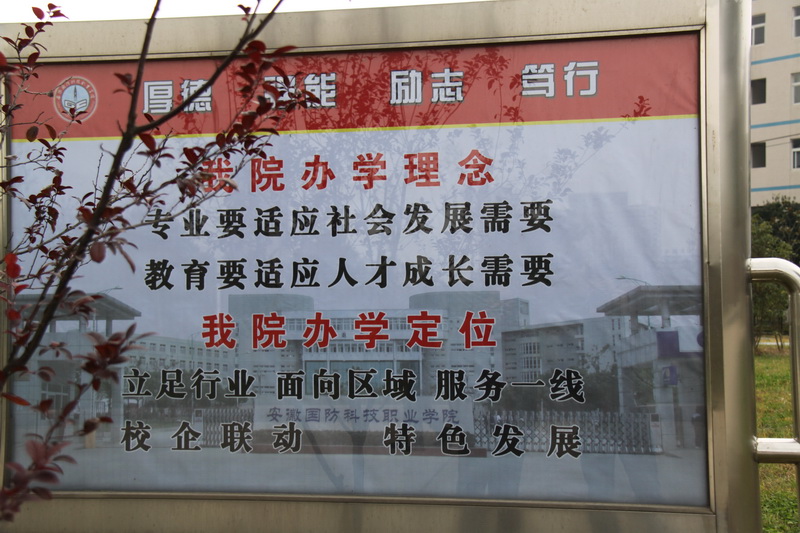 厚德 强能 励志 笃行
我院办学理念
专业要适应社会发展需要
教育要适应人才成长需要
我院办学定位
立足行业 面向区域 服务一线
安徽国防科技职业学院
校企联动 特色发展